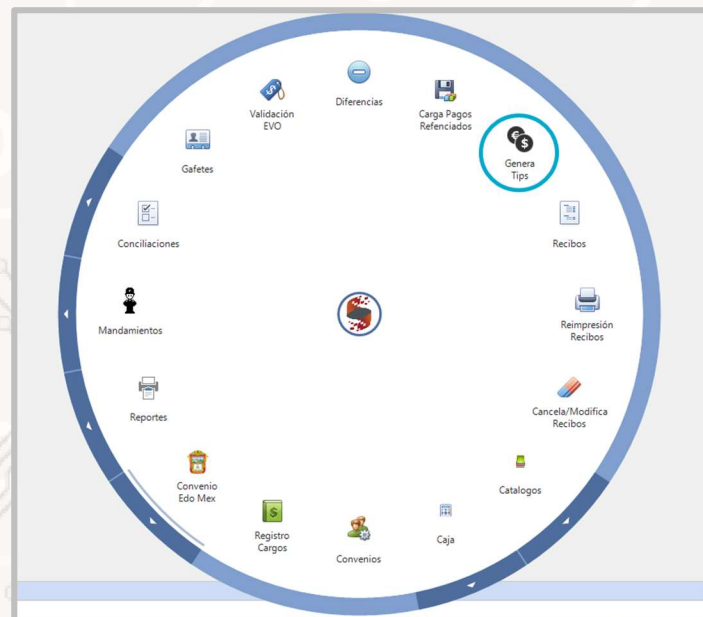 Diferencias
Carga Pagos
Refenciados
Genera
Tips
Recibos
Reimpresión
Recibos
Cancela/Modifica
Recibos
Catalogos
Caja
Convenios
Registro
Cargos
Convenio
Edo Mex
Reportes
Mandamientos
Conciliaciones
Gafetes
Validación
EVO